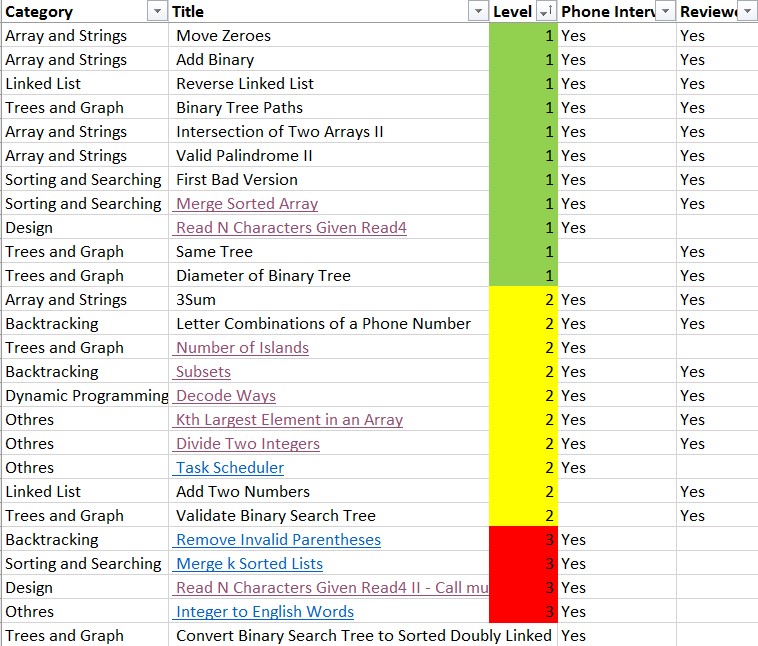 Category Title Level Phone Interv Reviewe
Array and Strings Move Zeroes 1 Yes Yes
Array and Strings Add Binary 1 Yes Yes
Linked List Reverse Linked List 1 Yes Yes
Trees and Graph Binary Tree Paths 1 Yes Yes
Array and Strings Intersection of Two Arrays II 1 Yes Yes
Array and Strings Valid Palindrome II 1 Yes Yes
Sorting and Searching First Bad Version 1 Yes Yes
Sorting and Searching Merge Sorted Array 1 Yes Yes
Design Read N Characters Given Read4 1 Yes
Trees and Graph Same Tree 1 Yes
Trees and Graph Diameter of Binary Tree 1 Yes
Array and Strings 3Sum 2 Yes Yes
Backtracking Letter Combinations of a Phone Number 2 Yes Yes
Trees and Graph Number of Islands 2 Yes
Backtracking Subsets 2 Yes Yes
Dynamic Programming Decode Ways 2 Yes Yes
Othres Kth Largest Element in an Array 2 Yes Yes
Othres Divide Two Integers 2 Yes Yes
Othres Task Scheduler 2 Yes
Linked List Add Two Numbers 2 Yes
Trees and Graph Validate Binary Search Tree 2 Yes
Backtracking Remove Invalid Parentheses 3 Yes
Sorting and Searching Merge k Sorted Lists 3 Yes
Design Read N Characters Given Read4 II - Call mu 3 Yes
Othres Integer to English Words 3 Yes
Trees and Graph Convert Binary Search Tree to Sorted Doubly Linked Yes